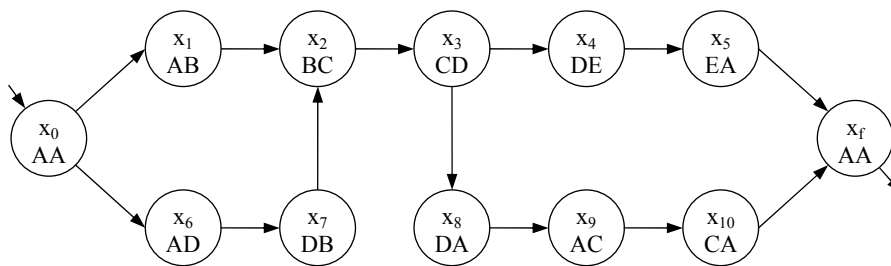 x₁
AB
x₂
BC
x₃
CD
x₄
DE
x₅
EA
x₀
AA
x_f
AA
x₆
AD
x₇
DB
x₈
DA
x₉
AC
x₁₀
CA